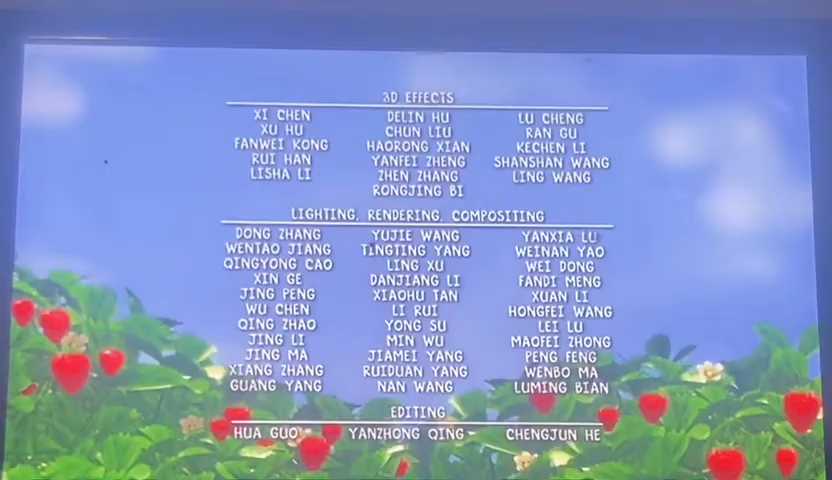 3D EFFECTS
XI CHEN DELIN HU LU CHENG
XU HU CHUN LIU RAN GU
FANWEI KONG HAORONG XIAN KECHEN LI
RUI HAN YANFEI ZHENG SHANSHAN WANG
LISHA LI ZHEN ZHANG LING WANG
RONGJING BI
LIGHTING, RENDERING, COMPOSITING
DONG ZHANG YUJIE WANG YANXIA LU
WENTAO JIANG TINGTING YANG WEINAN YAO
QINGYONG CAO LING XU WEI DONG
XIN GE DANJIANG LI FANDI MENG
JING PENG XIAOHU TAN XUAN LI
WU CHEN LI RUI HONGFEI WANG
QING ZHAO YONG SU LEI LU
JING LI MIN WU MAOFEI ZHONG
JING MA JIAMEI YANG PENG FENG
XIANG ZHANG RUIDUAN YANG WENBO MA
GUANG YANG NAN WANG LUMING BIAN
EDITING
HUA GUO YANZHONG QING CHENGJUN HE